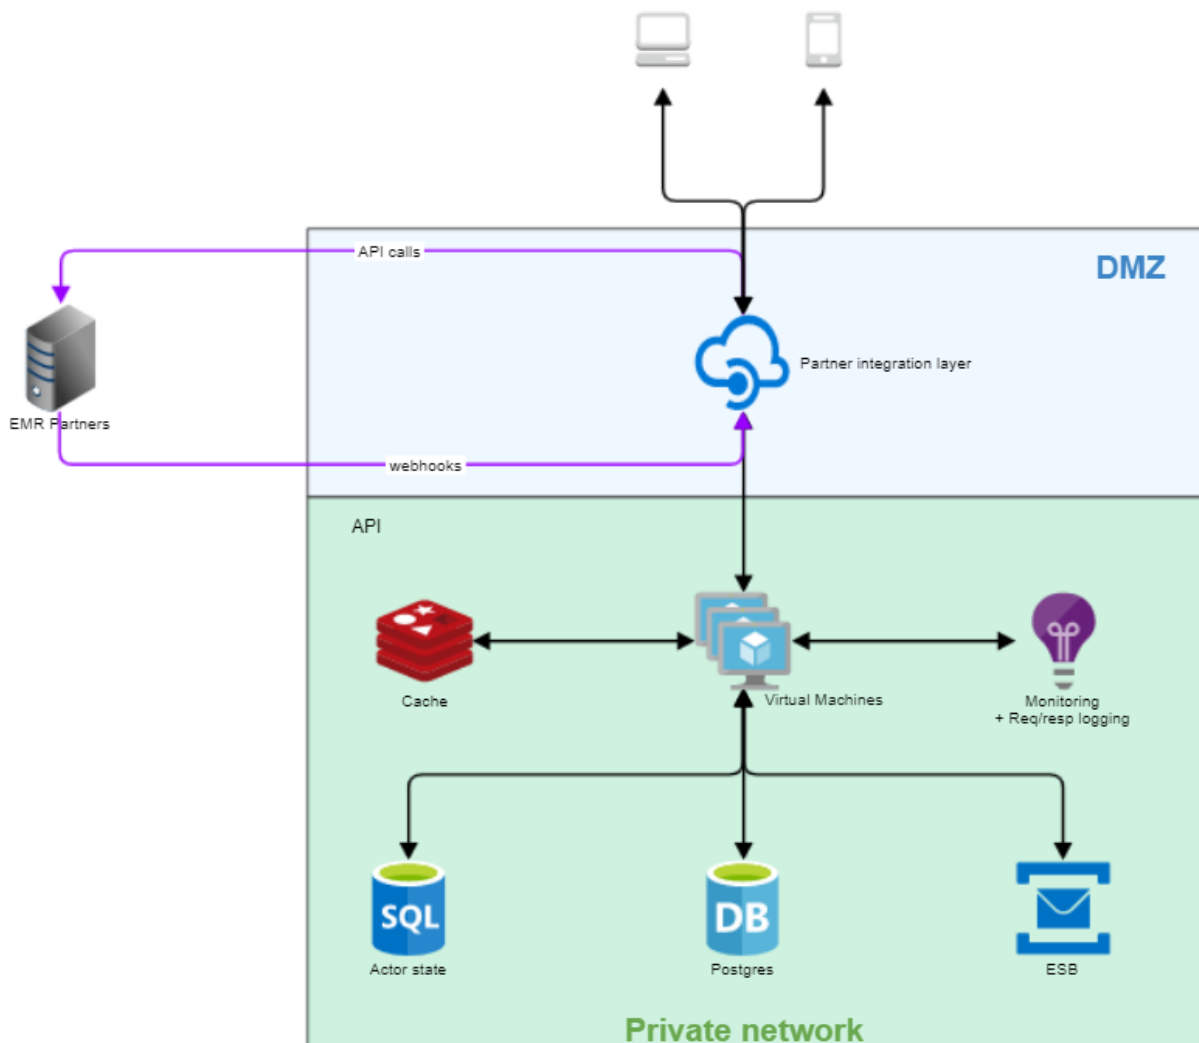 API calls
DMZ
Partner integration layer
EMR Partners
webhooks
API
Cache
Virtual Machines
Monitoring
+ Req/resp logging
SQL
DB
Actor state
Postgres
ESB
Private network